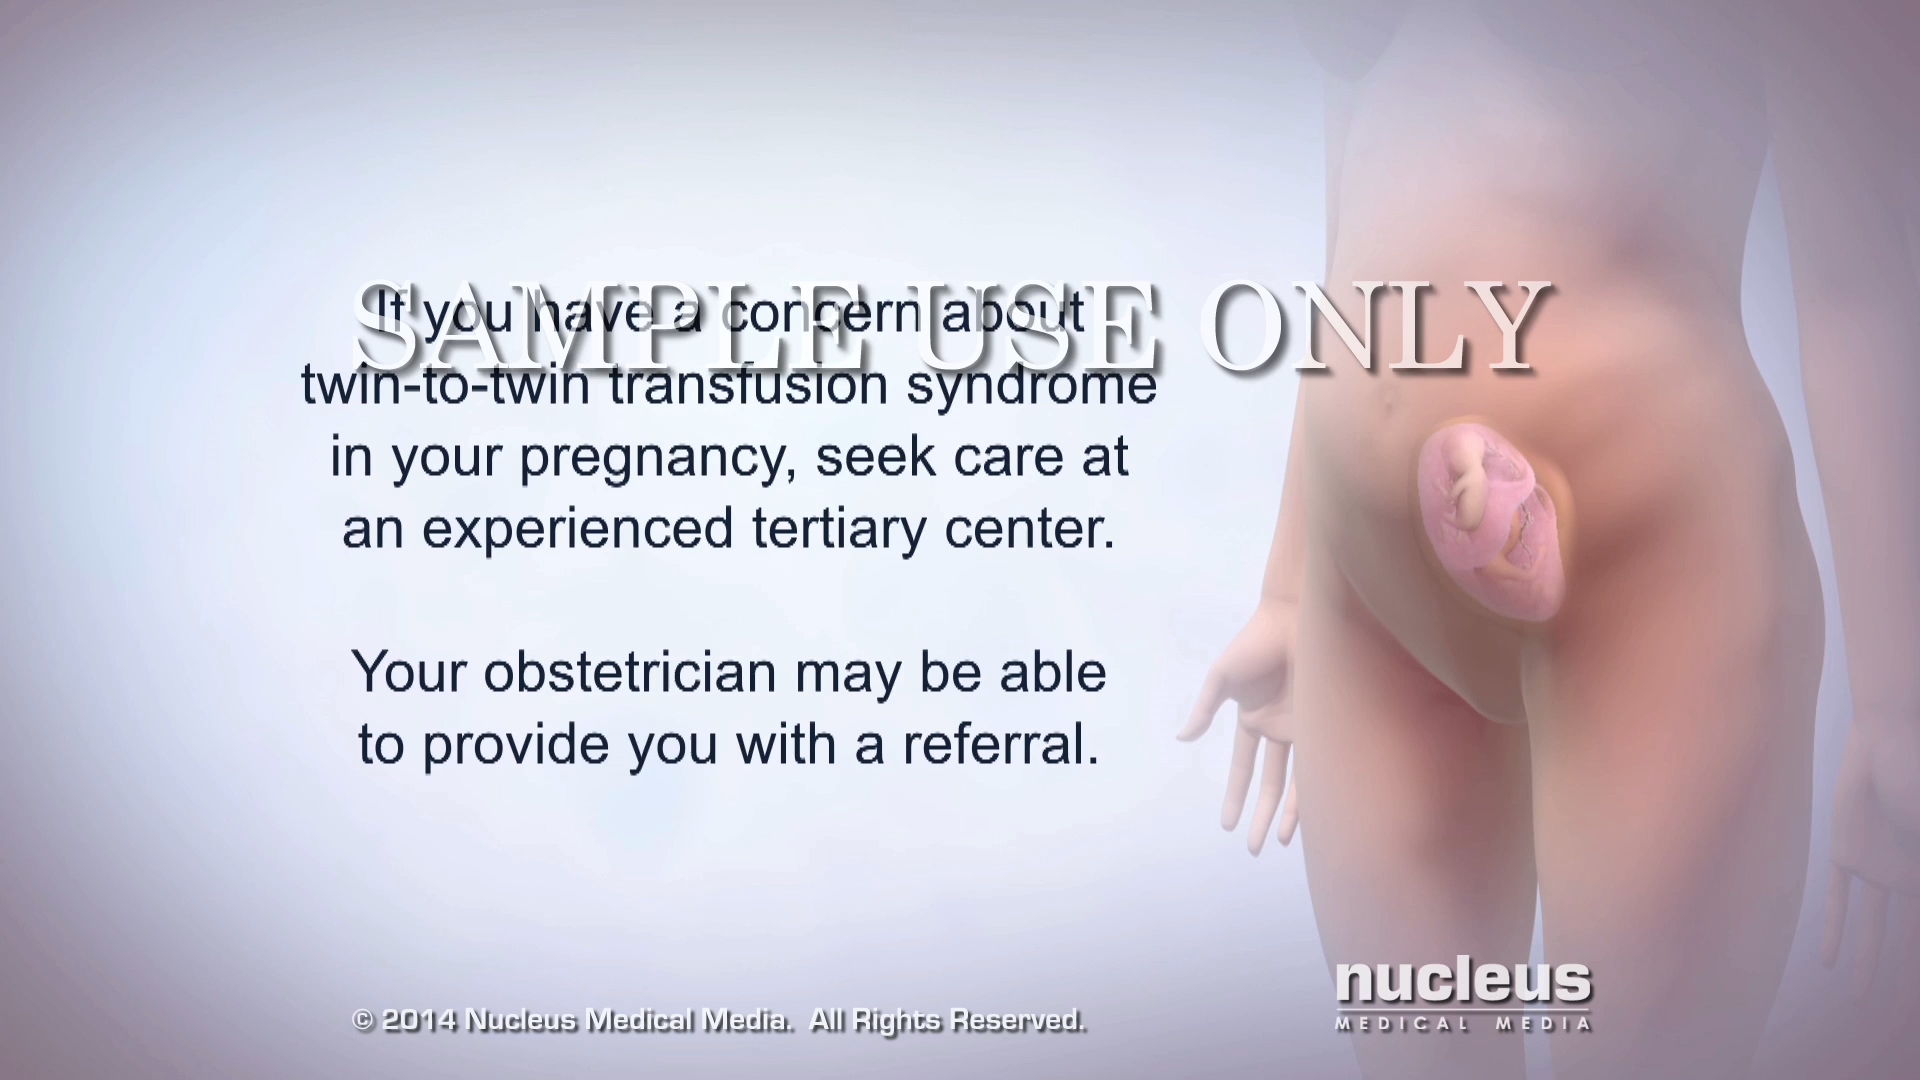 SAMPLE USE ONLY
If you have a concern about
twin-to-twin transfusion syndrome
in your pregnancy, seek care at
an experienced tertiary center.
Your obstetrician may be able
to provide you with a referral.
nucleus
MEDICAL MEDIA
© 2014 Nucleus Medical Media. All Rights Reserved.